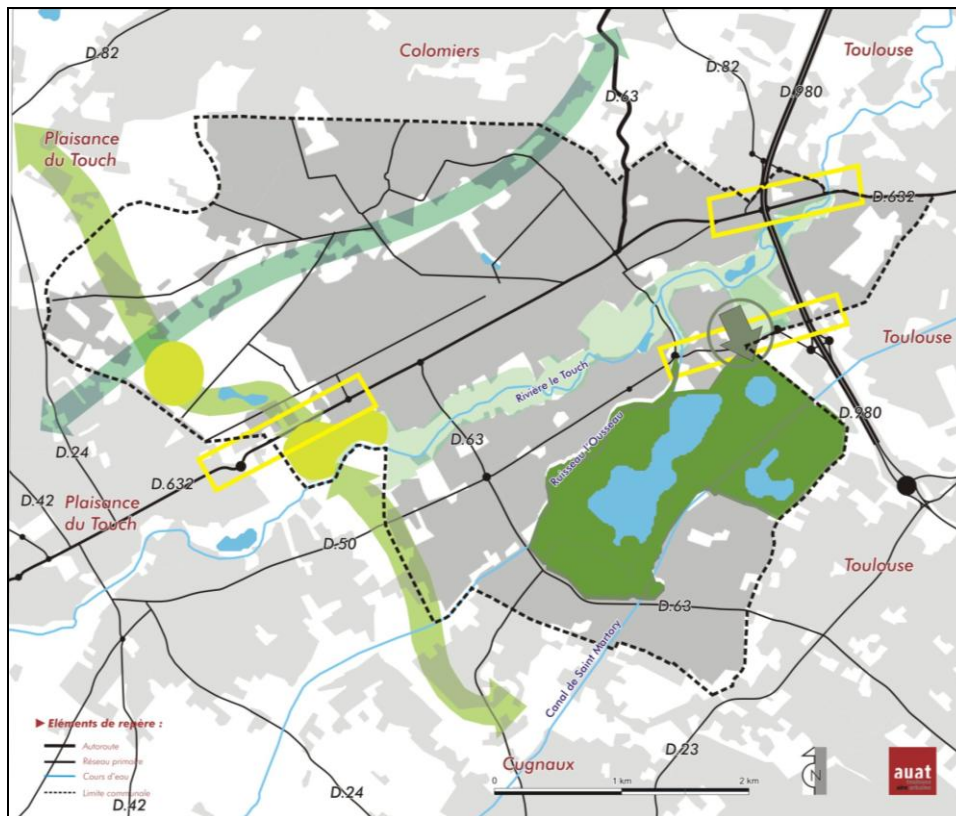 D.82
Colomiers
D.63
D.82
D.980
Toulouse
Plaisance
du Touch
D.632
Toulouse
Rivière le Touch
D.63
Ruisseau l'Ousseau
D.980
D.24
D.42
D.632
Plaisance
du Touch
D.50
Toulouse
D.63
Canal de Saint Martory
Eléments de repère :
Autoroute
Réseau primaire
Cours d'eau
Limite communale
D.42
D.24
Cugnaux
D.23
0
1 km
2 km
N
auat